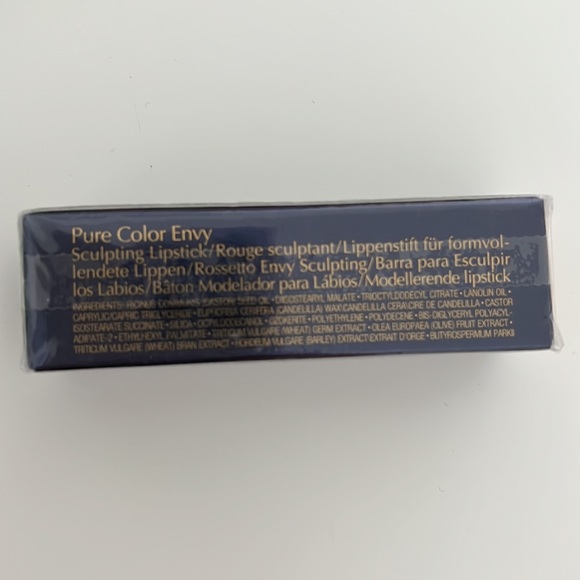 Pure Color Envy
Sculpting Lipstick/Rouge sculptant/Lippenstift für formvol-
lendete Lippen/Rossetto Envy Sculpting/Barra para Esculpir
los Labios/Bâton Modelador para Lábios/Modellerende lipstick
INGREDIENTS: (CASTOR) SEED OIL • DIISOSTEARYL MALATE • TRIOCTYLDODECYL CITRATE • LANOLIN OIL •
CAPRYLIC/CAPRIC TRIGLYCERIDE • EUPHORBIA CERIFERA (CANDELILLA) WAX\CANDELILLA CERA\CIRE DE CANDELILLA • CASTOR
ISOSTEARATE SUCCINATE • SILICA • OCTYLDODECANOL • OZOKERITE • POLYETHYLENE • POLYDECENE • BIS-DIGLYCERYL POLYACYL-
ADIPATE-2 • ETHYLHEXYL PALMITATE • TRITICUM VULGARE (WHEAT) GERM EXTRACT • OLEA EUROPAEA (OLIVE) FRUIT EXTRACT •
TRITICUM VULGARE (WHEAT) BRAN EXTRACT • HORDEUM VULGARE (BARLEY) EXTRACT\EXTRAIT D'ORGE • BUTYROSPERMUM PARKII